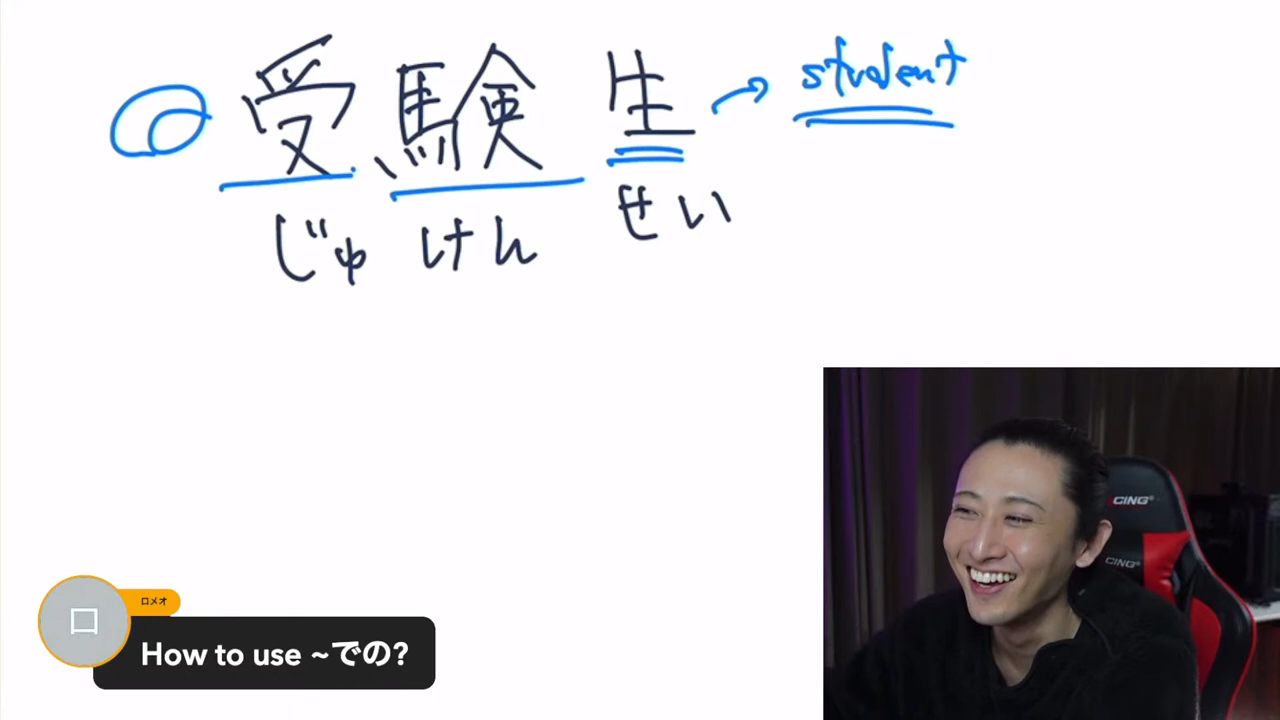 受験生 → student
じゅ けん せい
ロメオ
ロ
How to use ~での?
CING®
CING®